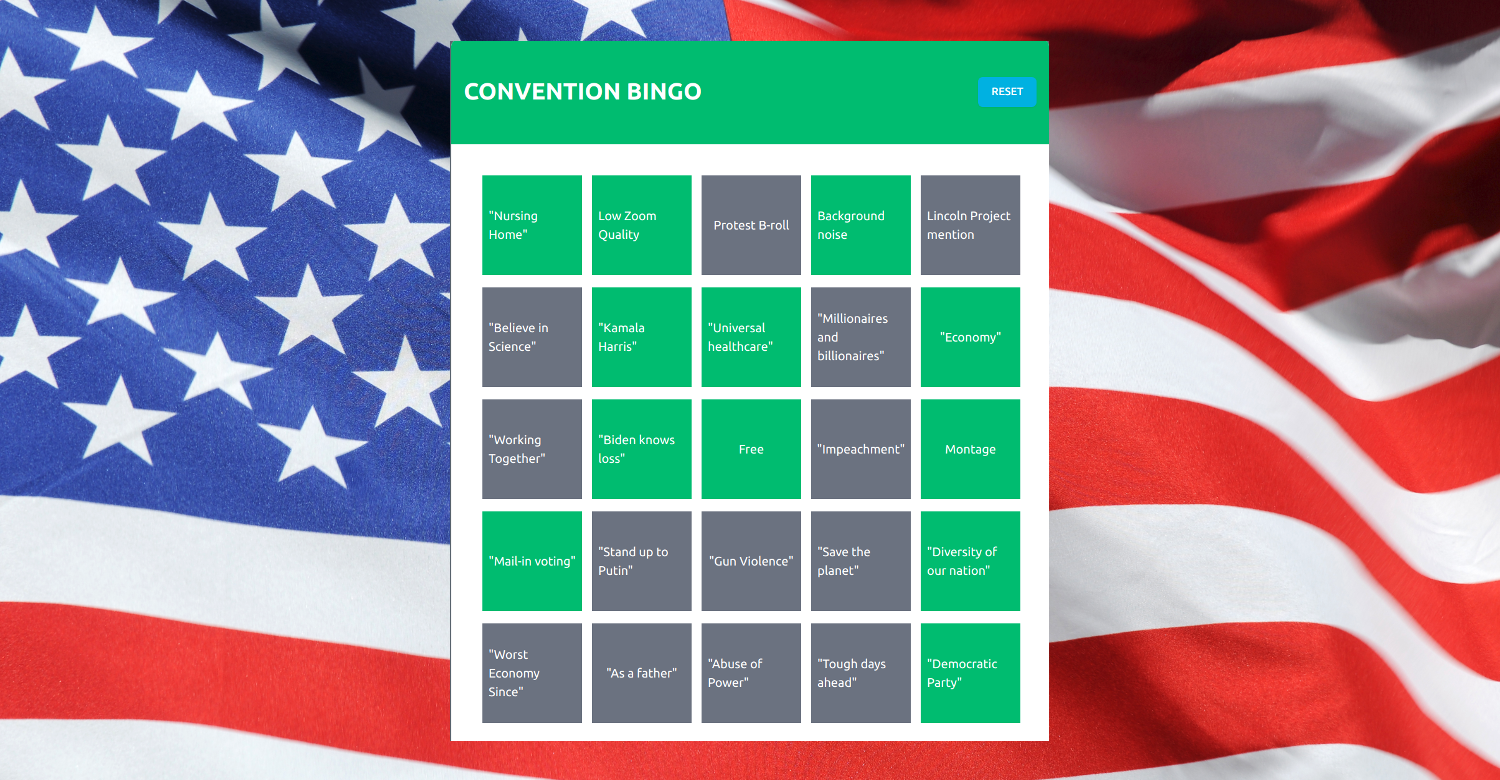 CONVENTION BINGO
RESET
"Nursing
Home"
Low Zoom
Quality
Protest B-roll
Background
noise
Lincoln Project
mention
"Believe in
Science"
"Kamala
Harris"
"Universal
healthcare"
"Millionaires
and
billionaires"
"Economy"
"Working
Together"
"Biden knows
loss"
Free
"Impeachment"
Montage
"Mail-in voting"
"Stand up to
Putin"
"Gun Violence"
"Save the
planet"
"Diversity of
our nation"
"Worst
Economy
Since"
"As a father"
"Abuse of
Power"
"Tough days
ahead"
"Democratic
Party"